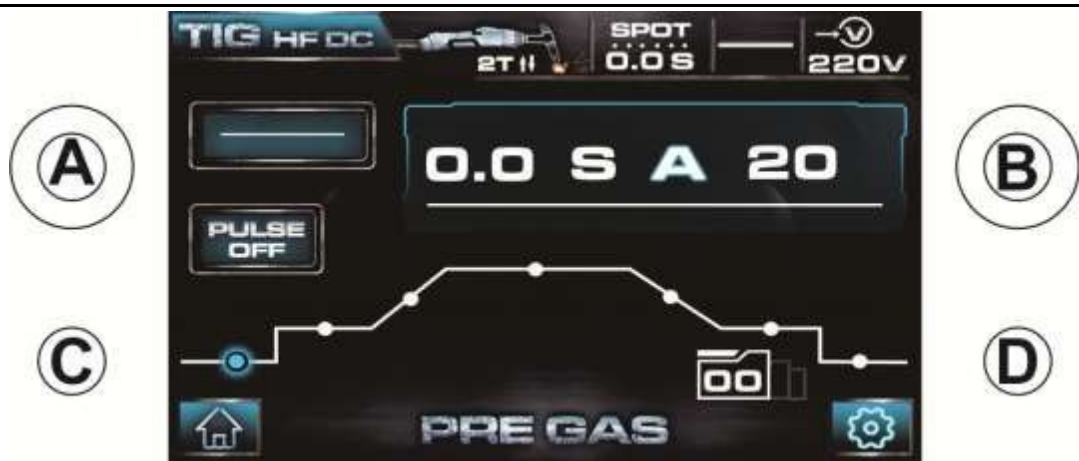 TIG HF DC
2T
SPOT
0.0 S
V
220V
A
0.0 S A 20
B
PULSE
OFF
C
00
D
PRE GAS